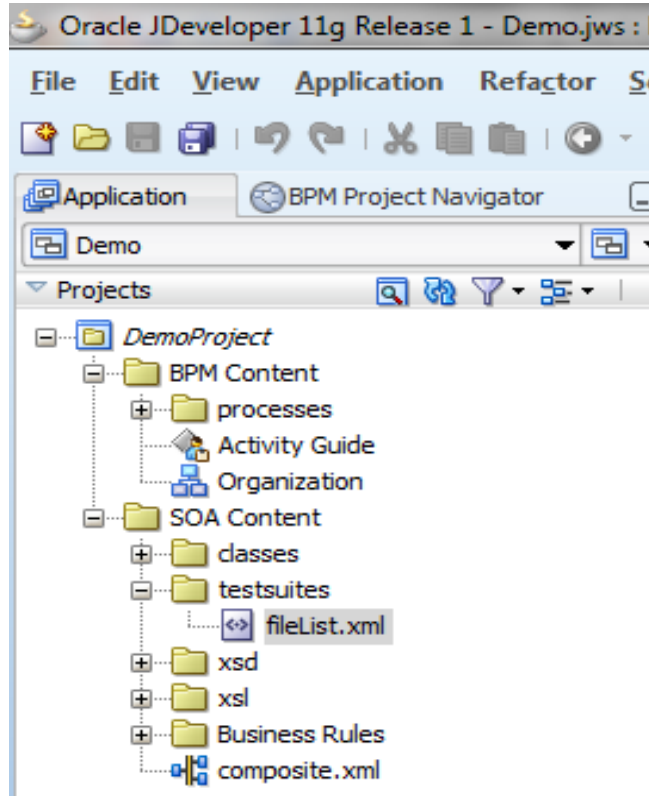 Oracle JDeveloper 11g Release 1 - Demo.jws :
File Edit View Application Refactor
Application BPM Project Navigator
Demo
Projects
DemoProject
BPM Content
processes
Activity Guide
Organization
SOA Content
classes
testsuites
fileList.xml
xsd
xsl
Business Rules
composite.xml